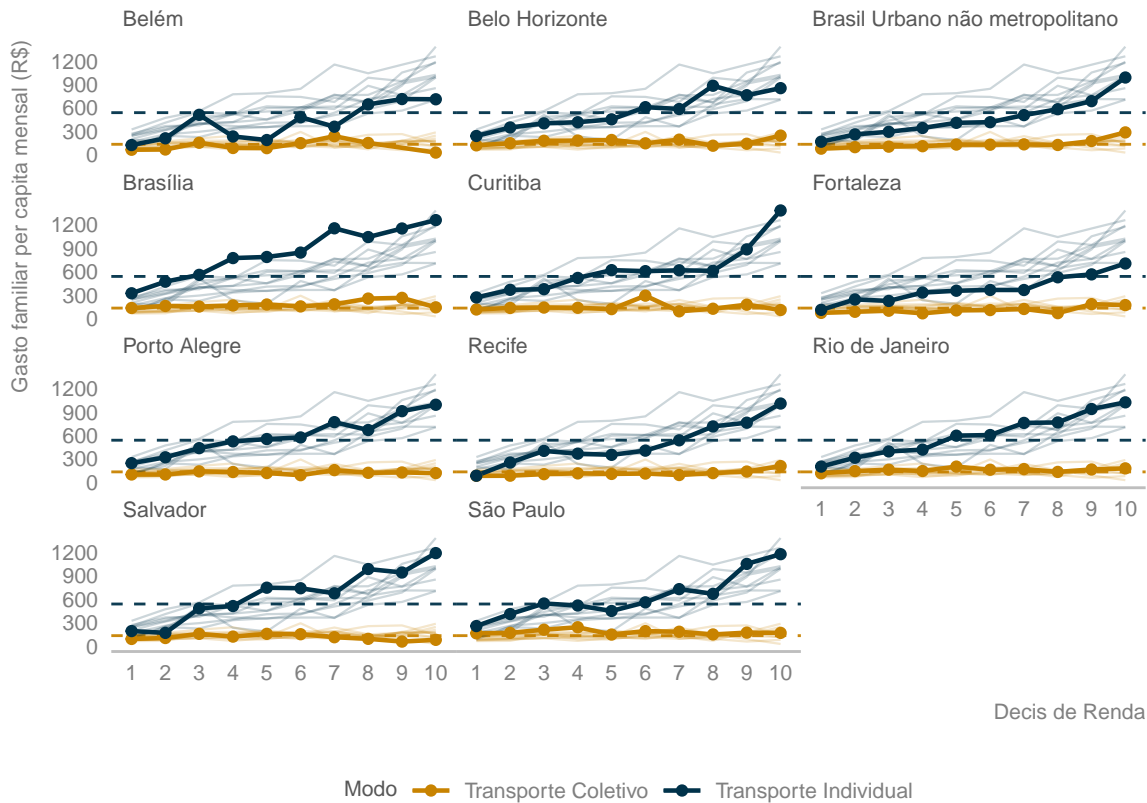 Belém
Belo Horizonte
Brasil Urbano não metropolitano
Gasto familiar per capita mensal (R$)
1200
900
600
300
0
Brasília
Curitiba
Fortaleza
1200
900
600
300
0
Porto Alegre
Recife
Rio de Janeiro
1200
900
600
300
0
1 2 3 4 5 6 7 8 9 10
Salvador
São Paulo
1200
900
600
300
0
1 2 3 4 5 6 7 8 9 10
1 2 3 4 5 6 7 8 9 10
Decis de Renda
Modo Transporte Coletivo Transporte Individual